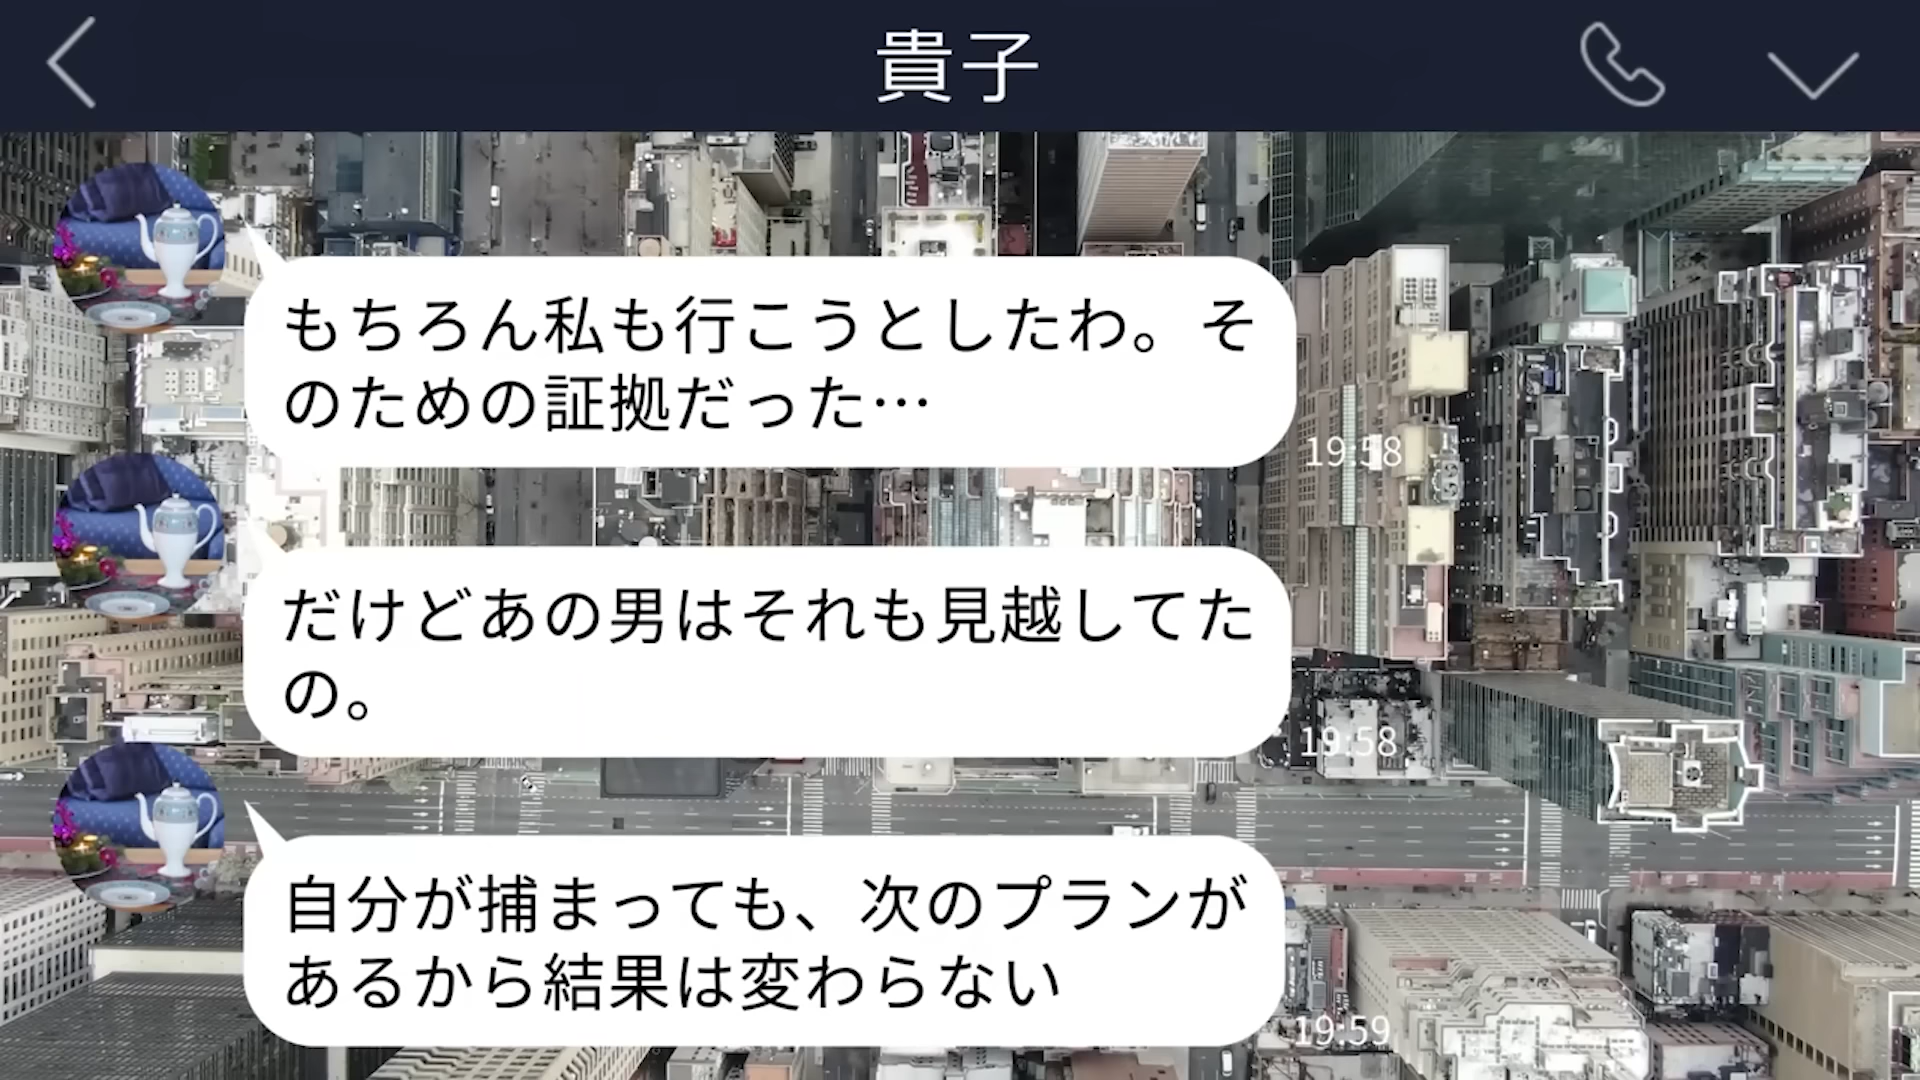 貴子
もちろん私も行こうとしたわ。そ
のための証拠だった…
19:58
だけどあの男はそれも見越してた
の。
19:58
自分が捕まっても、次のプランが
あるから結果は変わらない
19:59